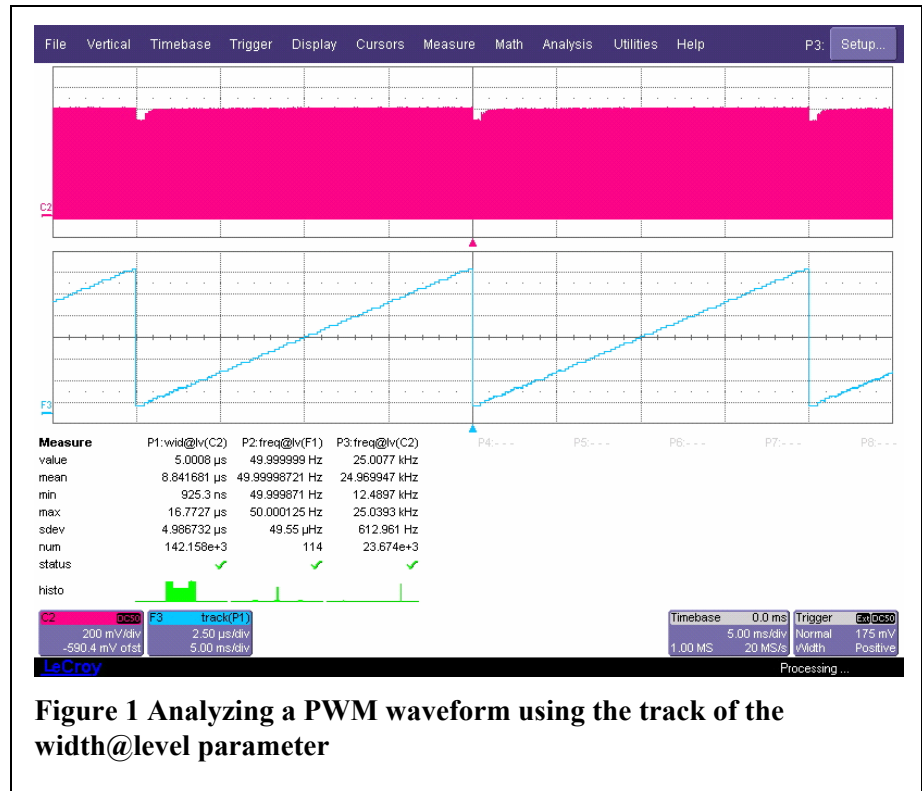 File Vertical Timebase Trigger Display Cursors Measure Math Analysis Utilities Help P3: Setup...
C2
F3
Measure P1:wid@lv(C2) P2:freq@lv(F1) P3:freq@lv(C2) P4:- - - P5:- - - P6:- - - P7:- - - P8:- - -
value 5.0008 µs 49.999999 Hz 25.0077 kHz
mean 8.841681 µs 49.99998721 Hz 24.969947 kHz
min 925.3 ns 49.999871 Hz 12.4897 kHz
max 16.7727 µs 50.000125 Hz 25.0393 kHz
sdev 4.986732 µs 49.55 µHz 612.961 Hz
num 142.158e+3 114 23.674e+3
status
histo
C2 DC50 F3 track(P1) Timebase 0.0 ms Trigger Ext DC50
200 mV/div 2.50 µs/div 5.00 ms/div Normal 175 mV
-590.4 mV ofst 5.00 ms/div 1.00 MS 20 MS/s Width Positive
LeCroy Processing ...
Figure 1 Analyzing a PWM waveform using the track of the
width@level parameter